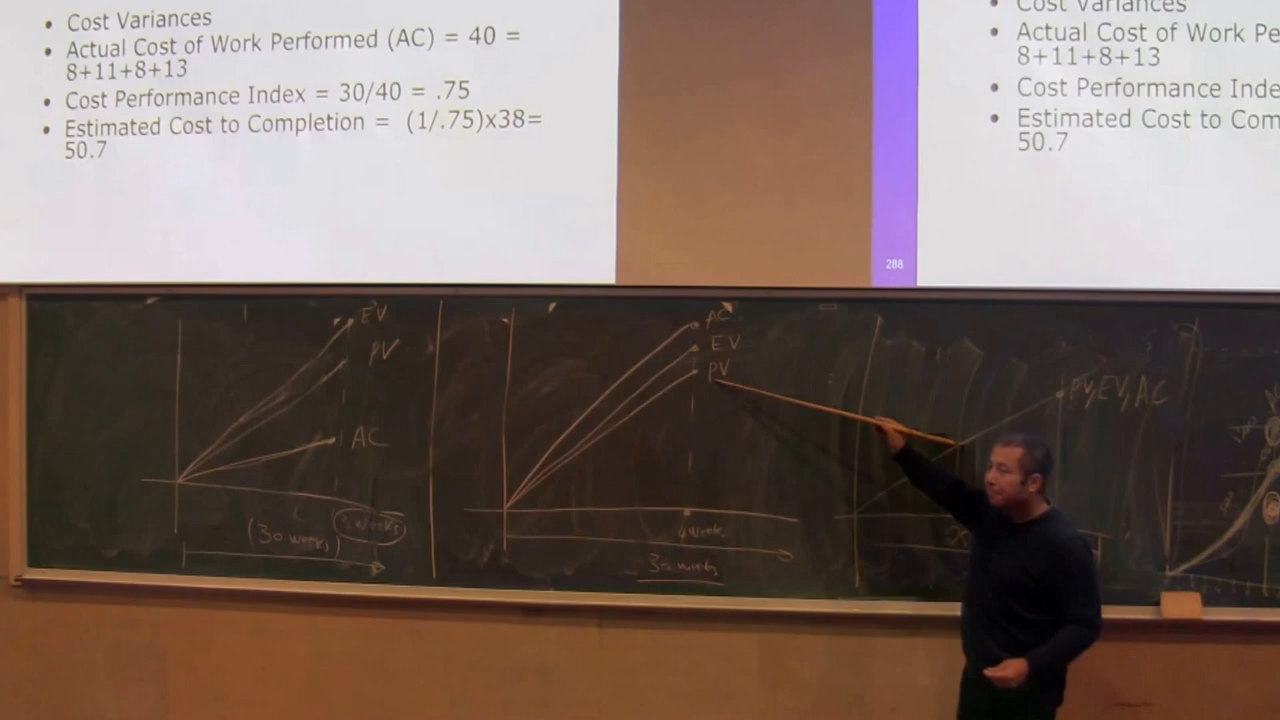 • Cost Variances
• Actual Cost of Work Performed (AC) = 40 =
8+11+8+13
• Cost Performance Index = 30/40 = .75
• Estimated Cost to Completion = (1/.75)x38=
50.7
• Cost Variances
• Actual Cost of Work Pe
8+11+8+13
• Cost Performance Inde
• Estimated Cost to Com
50.7
288
EV
PV
AC
(30 weeks)
AC
EV
PV
week
30 weeks
PV, EV, AC